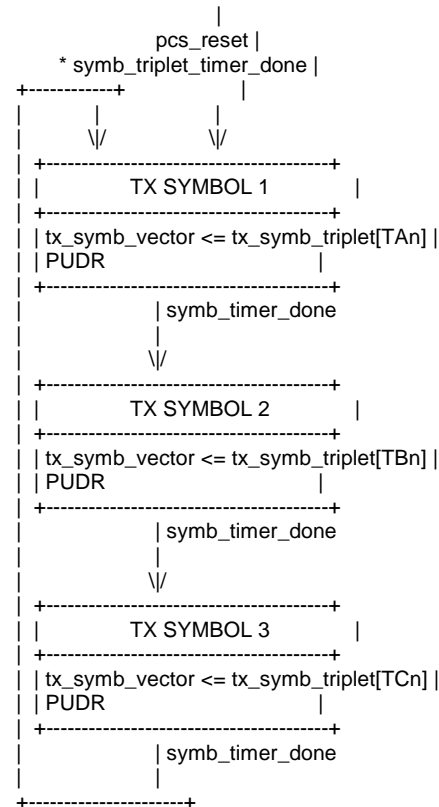 pcs_reset
* symb_triplet_timer_done
TX SYMBOL 1
tx_symb_vector <= tx_symb_triplet[TAn]
PUDR
symb_timer_done
TX SYMBOL 2
tx_symb_vector <= tx_symb_triplet[TBn]
PUDR
symb_timer_done
TX SYMBOL 3
tx_symb_vector <= tx_symb_triplet[TCn]
PUDR
symb_timer_done